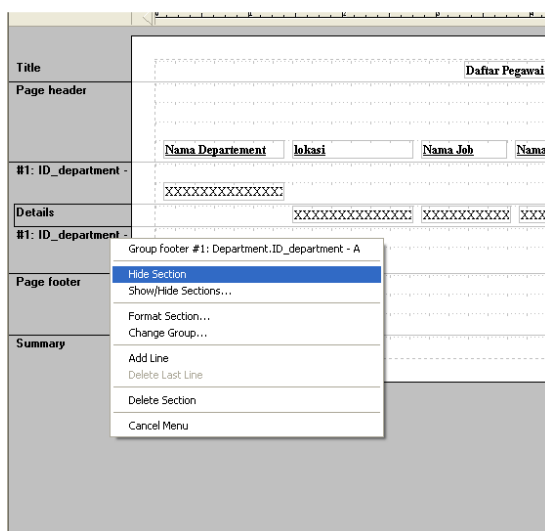 Title
Daftar Pegawai
Page header
Nama Departement lokasi Nama Job Nama
#1: ID_department -
XXXXXXXXXXXXX
Details
XXXXXXXXXXXXX XXXXXXXXXX XXX
#1: ID_department -
Group footer #1: Department.ID_department - A
Hide Section
Show/Hide Sections...
Format Section...
Change Group...
Add Line
Delete Last Line
Delete Section
Cancel Menu
Page footer
Summary